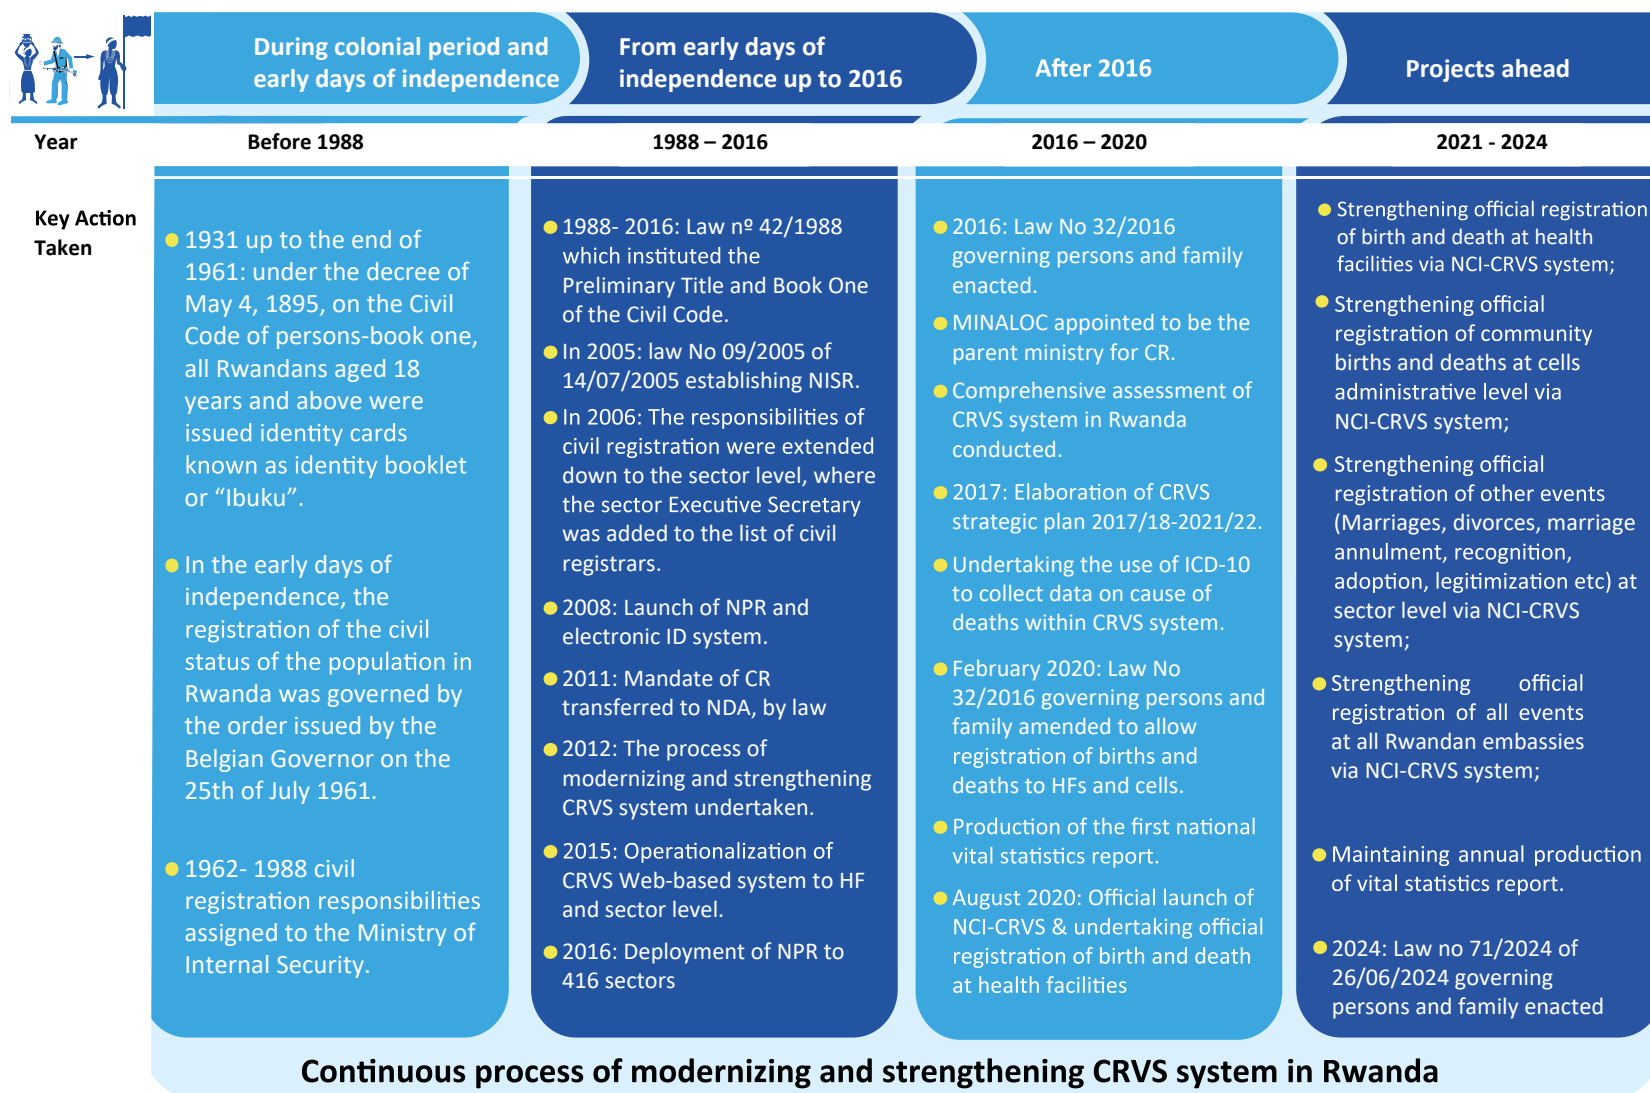 During colonial period and
early days of independence
From early days of
independence up to 2016
After 2016
Projects ahead
Year
Before 1988
1988 – 2016
2016 – 2020
2021 - 2024
Key Action
Taken
1931 up to the end of
1961: under the decree of
May 4, 1895, on the Civil
Code of persons-book one,
all Rwandans aged 18
years and above were
issued identity cards
known as identity booklet
or “Ibuku”.
In the early days of
independence, the
registration of the civil
status of the population in
Rwanda was governed by
the order issued by the
Belgian Governor on the
25th of July 1961.
1962- 1988 civil
registration responsibilities
assigned to the Ministry of
Internal Security.
1988- 2016: Law nº 42/1988
which instituted the
Preliminary Title and Book One
of the Civil Code.
In 2005: law No 09/2005 of
14/07/2005 establishing NISR.
In 2006: The responsibilities of
civil registration were extended
down to the sector level, where
the sector Executive Secretary
was added to the list of civil
registrars.
2008: Launch of NPR and
electronic ID system.
2011: Mandate of CR
transferred to NDA, by law
2012: The process of
modernizing and strengthening
CRVS system undertaken.
2015: Operationalization of
CRVS Web-based system to HF
and sector level.
2016: Deployment of NPR to
416 sectors
2016: Law No 32/2016
governing persons and family
enacted.
MINALOC appointed to be the
parent ministry for CR.
Comprehensive assessment of
CRVS system in Rwanda
conducted.
2017: Elaboration of CRVS
strategic plan 2017/18-2021/22.
Undertaking the use of ICD-10
to collect data on cause of
deaths within CRVS system.
February 2020: Law No
32/2016 governing persons and
family amended to allow
registration of births and
deaths to HFs and cells.
Production of the first national
vital statistics report.
August 2020: Official launch of
NCI-CRVS & undertaking official
registration of birth and death
at health facilities
Strengthening official registration
of birth and death at health
facilities via NCI-CRVS system;
Strengthening official
registration of community
births and deaths at cells
administrative level via
NCI-CRVS system;
Strengthening official
registration of other events
(Marriages, divorces, marriage
annulment, recognition,
adoption, legitimization etc) at
sector level via NCI-CRVS
system;
Strengthening official
registration of all events
at all Rwandan embassies
via NCI-CRVS system;
Maintaining annual production
of vital statistics report.
2024: Law no 71/2024 of
26/06/2024 governing
persons and family enacted
Continuous process of modernizing and strengthening CRVS system in Rwanda